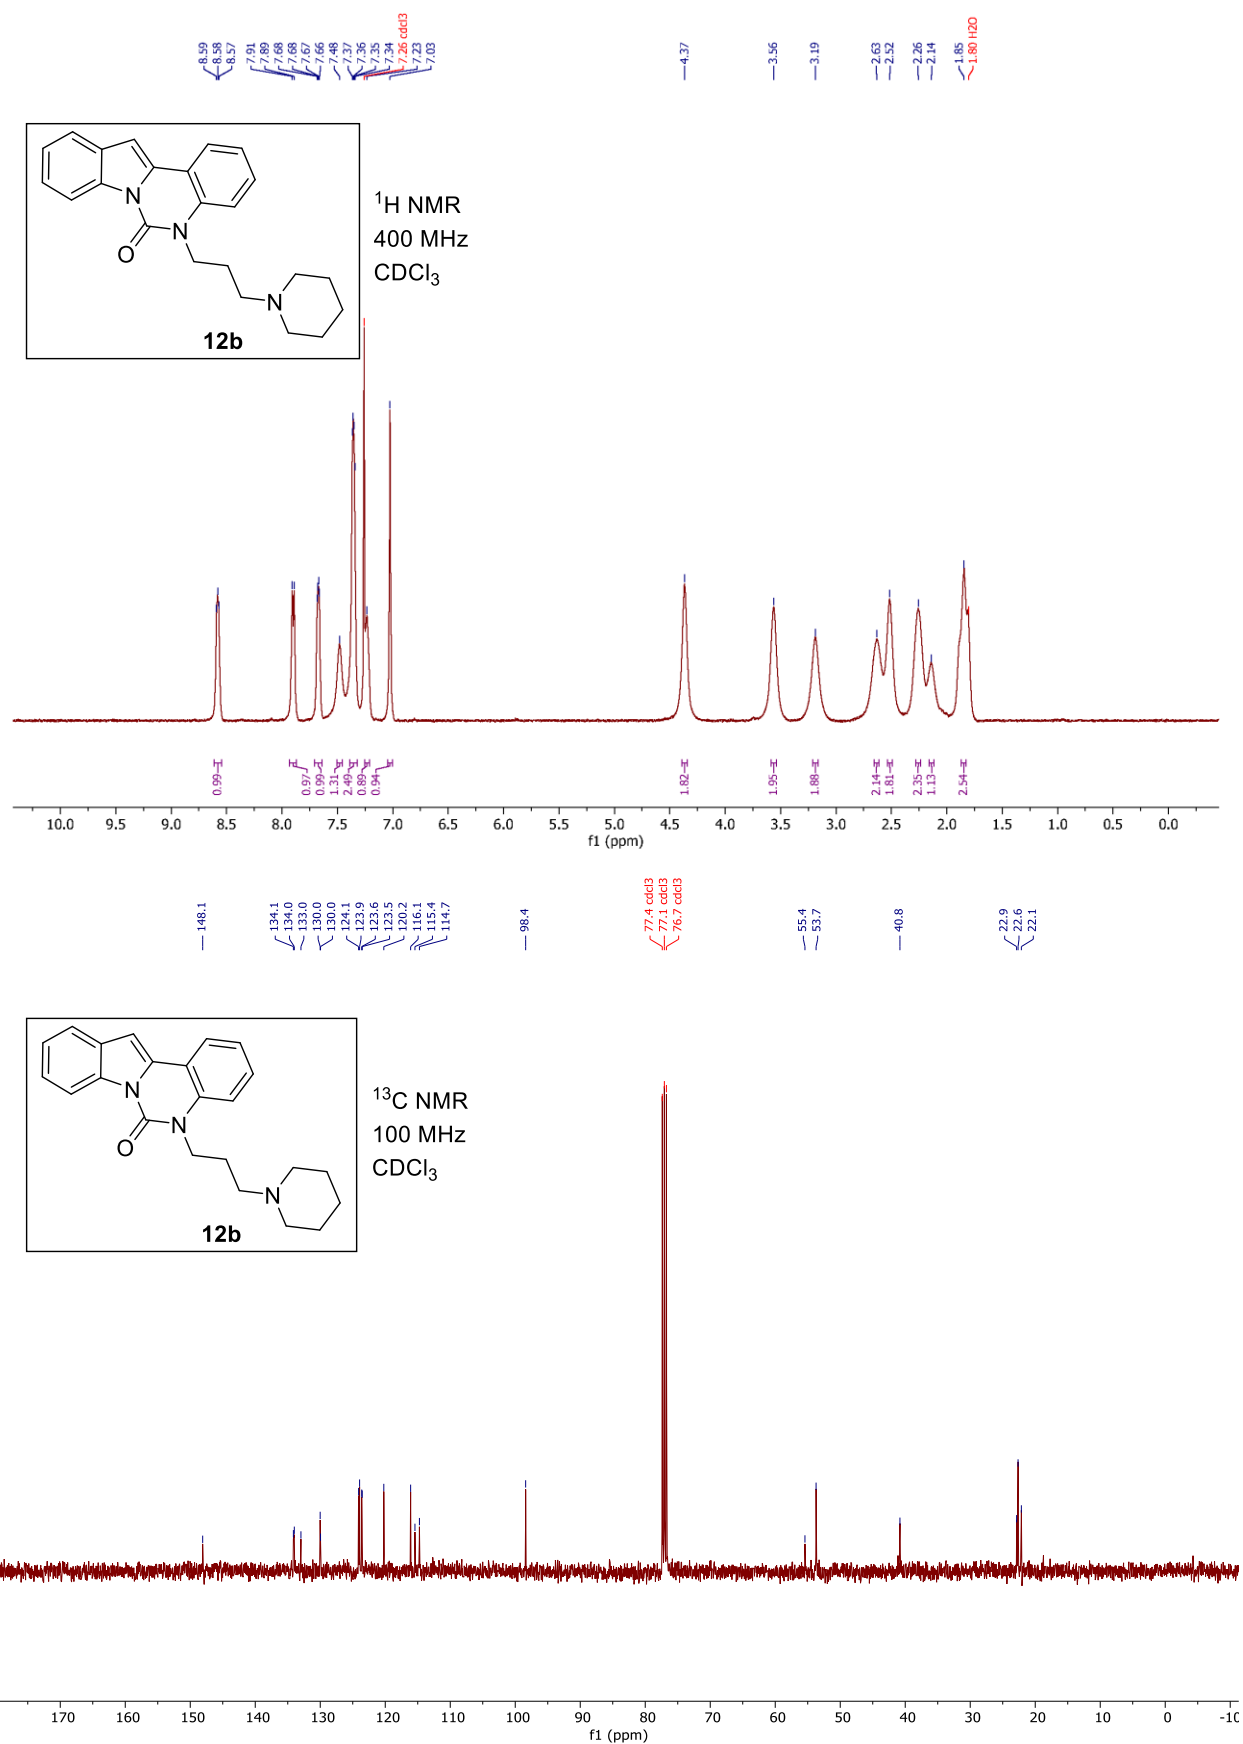 8.59 8.58 8.57 7.91 7.89 7.68 7.68 7.67 7.66 7.48 7.37 7.36 7.35 7.34 7.26 cdcl3 7.23 7.03 4.37 3.56 3.19 2.63 2.52 2.26 2.14 1.85 1.80 H2O
N
N
O
N
12b
¹H NMR
400 MHz
CDCl₃
0.99 0.97 0.99 1.31 2.49 0.89 0.94 1.82 1.95 1.88 2.14 1.81 2.35 1.13 2.54
10.0 9.5 9.0 8.5 8.0 7.5 7.0 6.5 6.0 5.5 5.0 4.5 4.0 3.5 3.0 2.5 2.0 1.5 1.0 0.5 0.0
f1 (ppm)
148.1 134.1 134.0 133.0 130.0 130.0 124.1 123.9 123.6 123.5 120.2 116.1 115.4 114.7 98.4 77.4 cdcl3 77.1 cdcl3 76.7 cdcl3 55.4 53.7 40.8 22.9 22.6 22.1
N
N
O
N
12b
¹³C NMR
100 MHz
CDCl₃
170 160 150 140 130 120 110 100 90 80 70 60 50 40 30 20 10 0 -10
f1 (ppm)